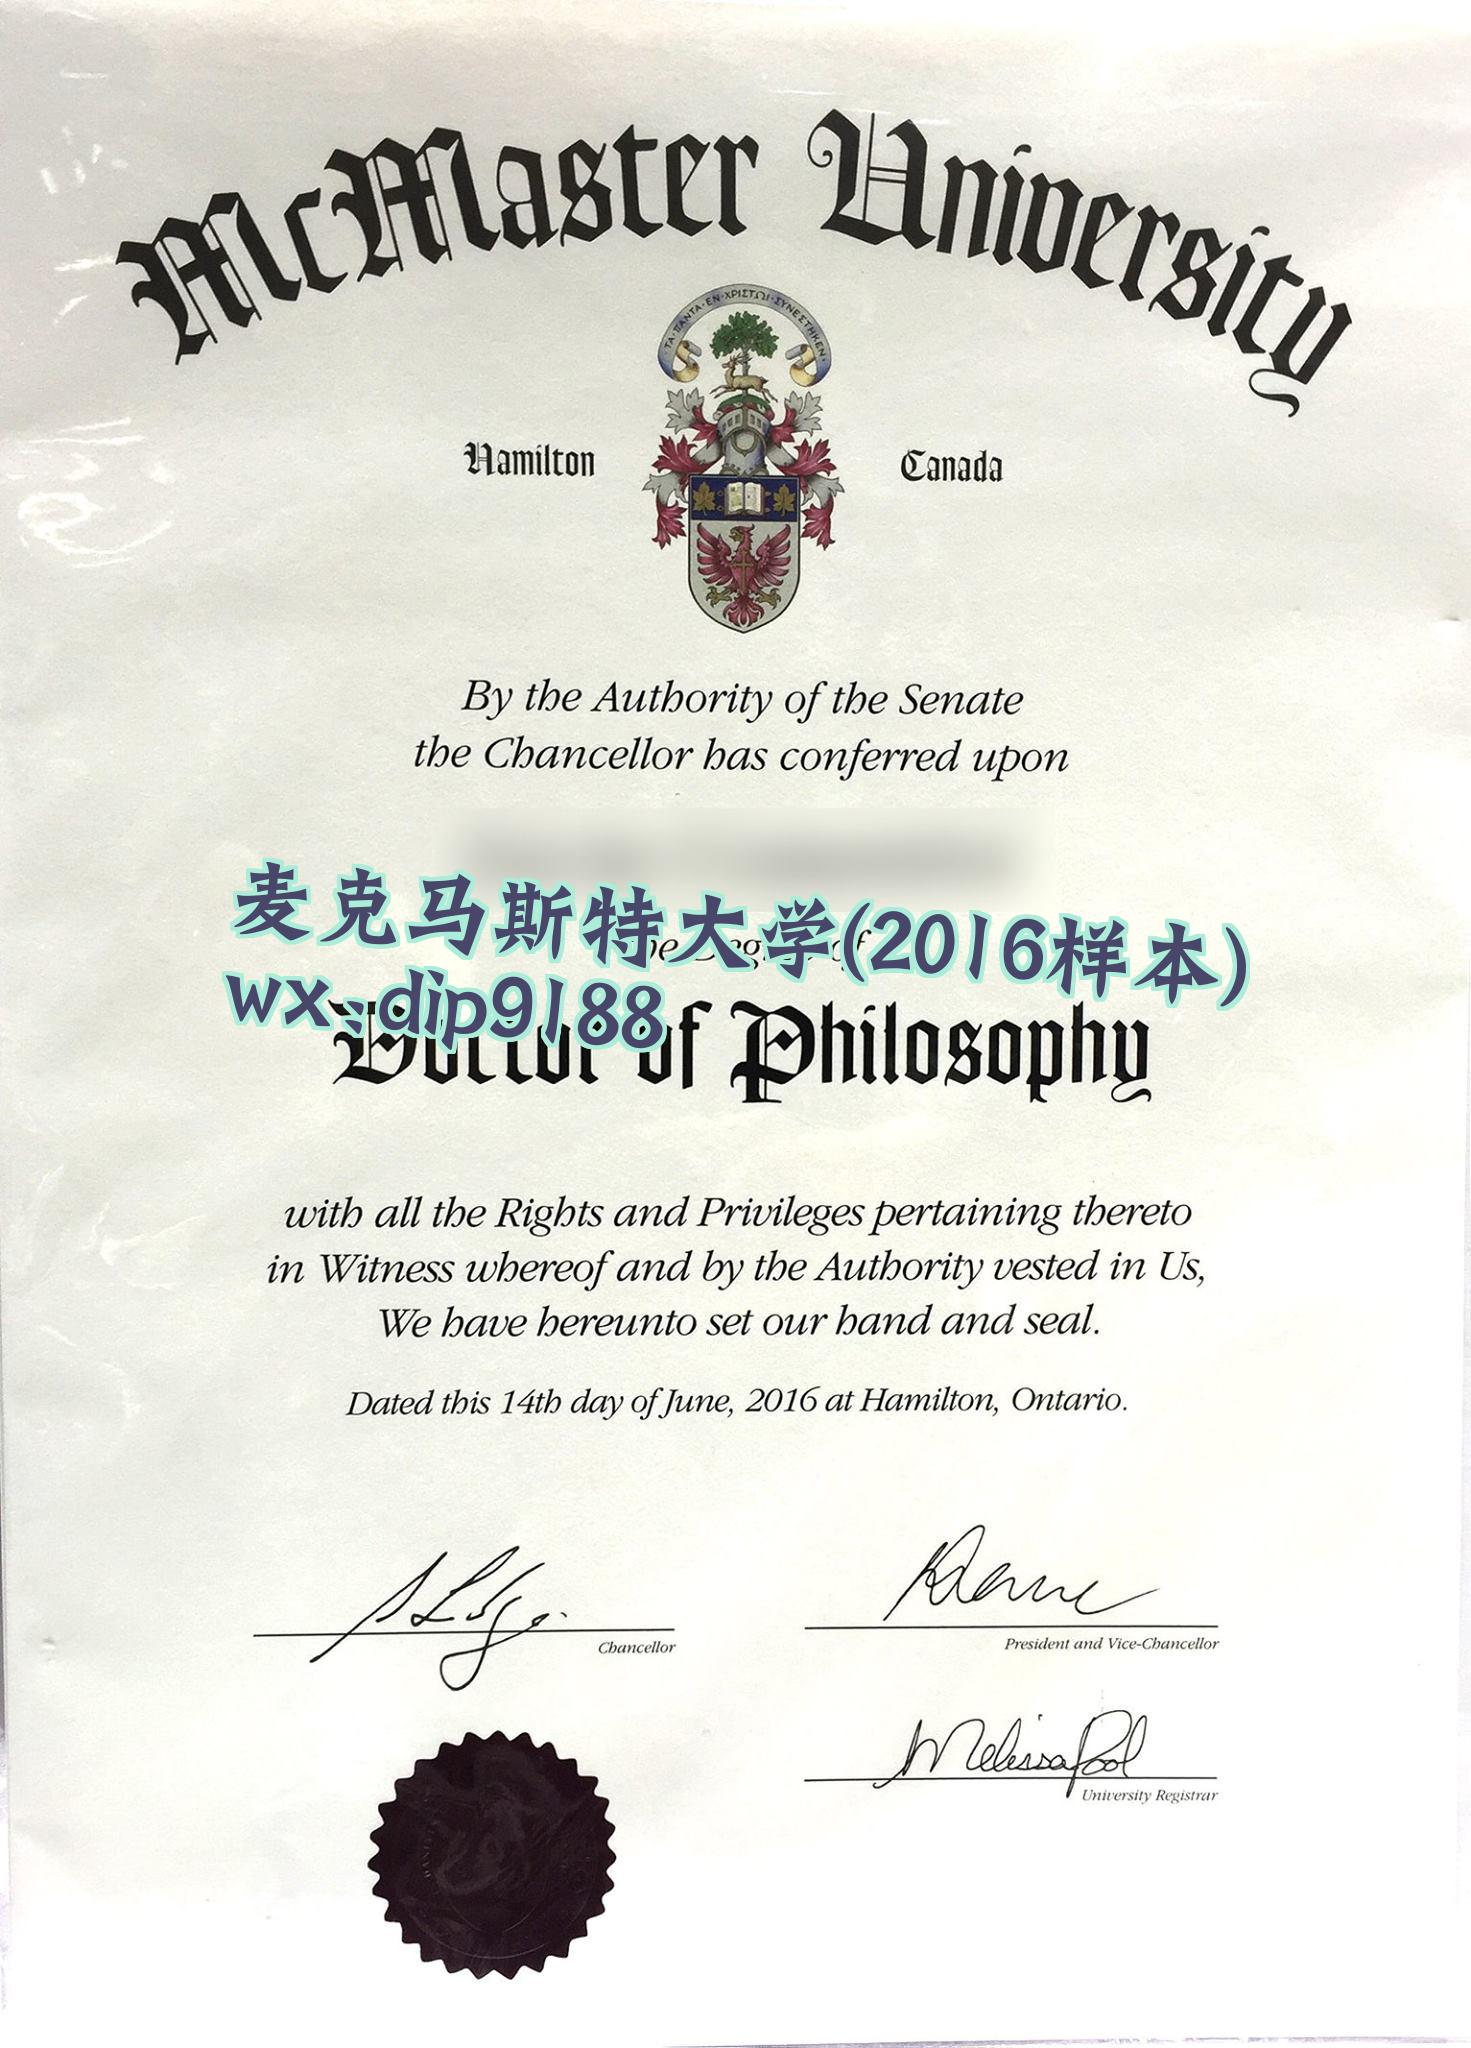 McMaster University
ΤΑ·ΠΑΝΤΑ·ΕΝ·ΧΡΙΣΤΩΙ·ΣΥΝΕΣΤΗΚΕΝ
Hamilton Canada
By the Authority of the Senate
the Chancellor has conferred upon
麦克马斯特大学(2016样本)
wx:dip9188
Doctor of Philosophy
with all the Rights and Privileges pertaining thereto
in Witness whereof and by the Authority vested in Us,
We have hereunto set our hand and seal.
Dated this 14th day of June, 2016 at Hamilton, Ontario.
Chancellor
President and Vice-Chancellor
Melissa Pool
University Registrar